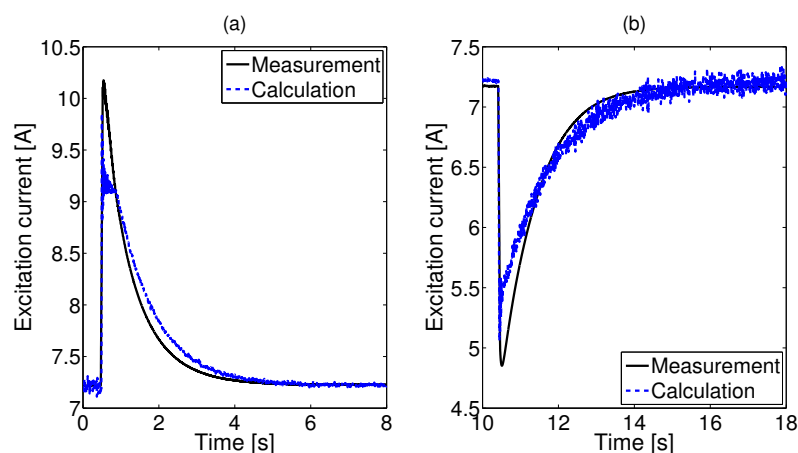 (a)
10.5
10
9.5
9
8.5
8
7.5
7
0
2
4
6
8
Time [s]
Excitation current [A]
Measurement
Calculation
(b)
7.5
7
6.5
6
5.5
5
4.5
10
12
14
16
18
Time [s]
Excitation current [A]
Measurement
Calculation